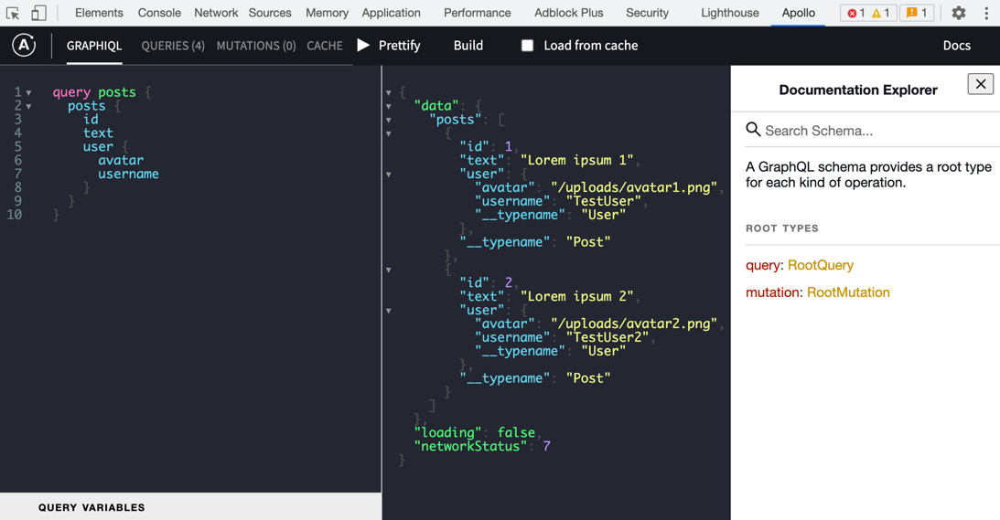 Elements Console Network Sources Memory Application Performance Adblock Plus Security Lighthouse Apollo 1 1 1
A GRAPHIQL QUERIES (4) MUTATIONS (0) CACHE Prettify Build Load from cache Docs
1 query posts {
2 posts {
3 id
4 text
5 user {
6 avatar
7 username
8 }
9 }
10 }
QUERY VARIABLES
{
"data": {
"posts": [
{
"id": 1,
"text": "Lorem ipsum 1",
"user": {
"avatar": "/uploads/avatar1.png",
"username": "TestUser",
"__typename": "User"
},
"__typename": "Post"
},
{
"id": 2,
"text": "Lorem ipsum 2",
"user": {
"avatar": "/uploads/avatar2.png",
"username": "TestUser2",
"__typename": "User"
},
"__typename": "Post"
}
]
},
"loading": false,
"networkStatus": 7
}
Documentation Explorer
Search Schema...
A GraphQL schema provides a root type
for each kind of operation.
ROOT TYPES
query: RootQuery
mutation: RootMutation